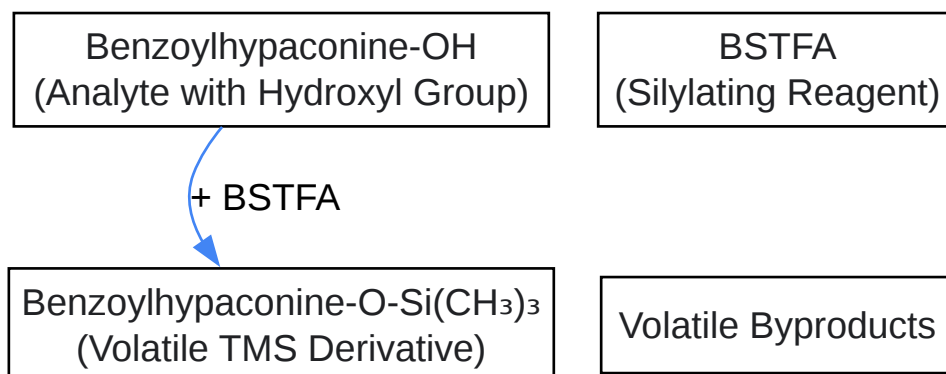 Benzoylhypaconine-OH
(Analyte with Hydroxyl Group)
BSTFA
(Silylating Reagent)
+ BSTFA
Benzoylhypaconine-O-Si(CH₃)₃
(Volatile TMS Derivative)
Volatile Byproducts